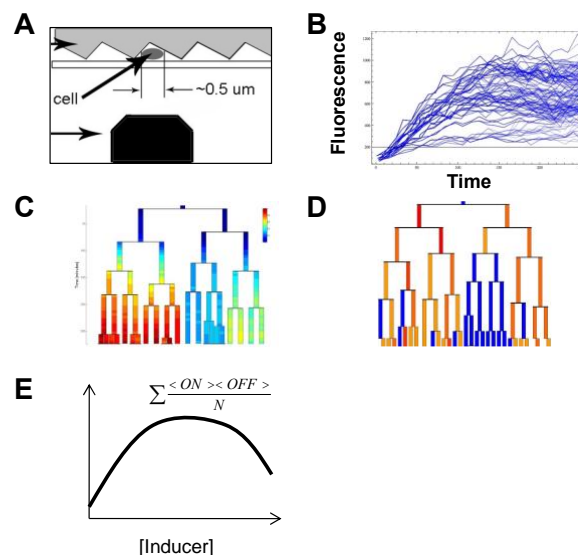 A
cell
~0.5 um
B
Fluorescence
Time
C
D
E
∑ <ON><OFF> / N
[Inducer]